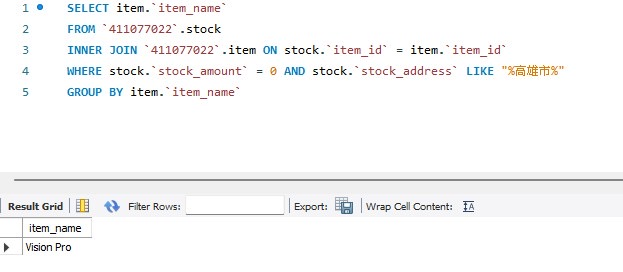 1 SELECT item.`item_name`
2 FROM `411077022`.stock
3 INNER JOIN `411077022`.item ON stock.`item_id` = item.`item_id`
4 WHERE stock.`stock_amount` = 0 AND stock.`stock_address` LIKE "%高雄市%"
5 GROUP BY item.`item_name`
Result Grid Filter Rows: Export: Wrap Cell Content: IA
item_name
Vision Pro